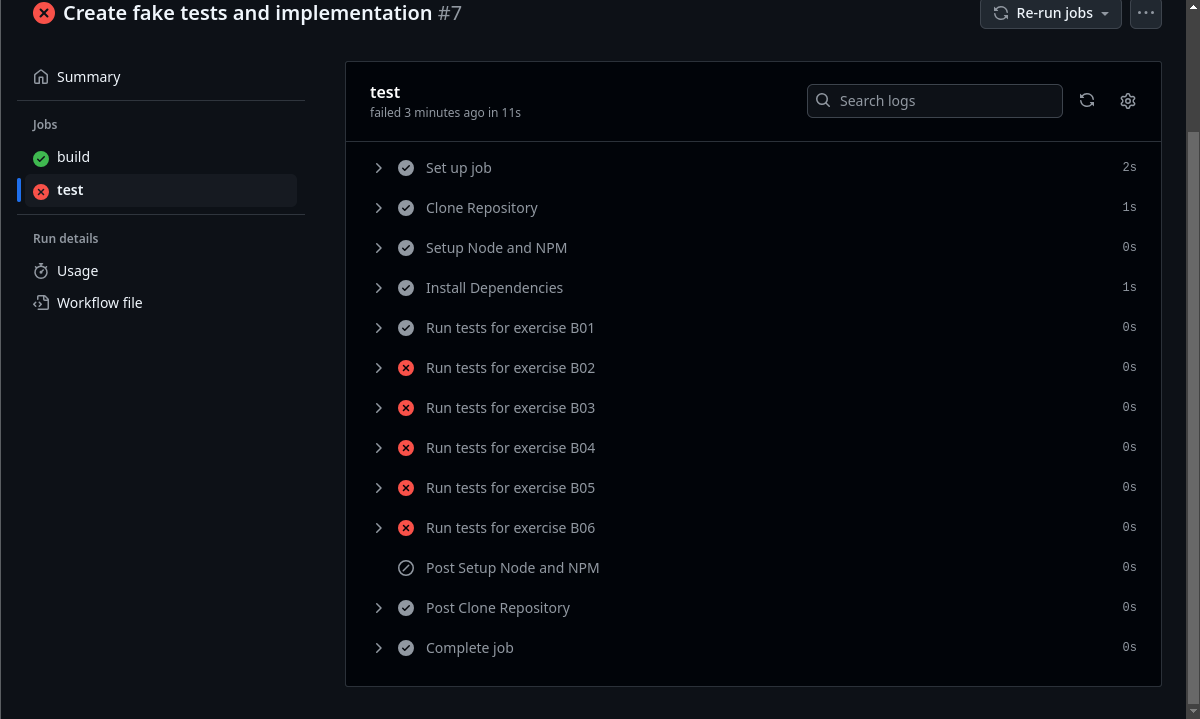 Create fake tests and implementation #7
Re-run jobs
Summary
Jobs
build
test
Run details
Usage
Workflow file
test
failed 3 minutes ago in 11s
Search logs
Set up job 2s
Clone Repository 1s
Setup Node and NPM 0s
Install Dependencies 1s
Run tests for exercise B01 0s
Run tests for exercise B02 0s
Run tests for exercise B03 0s
Run tests for exercise B04 0s
Run tests for exercise B05 0s
Run tests for exercise B06 0s
Post Setup Node and NPM 0s
Post Clone Repository 0s
Complete job 0s